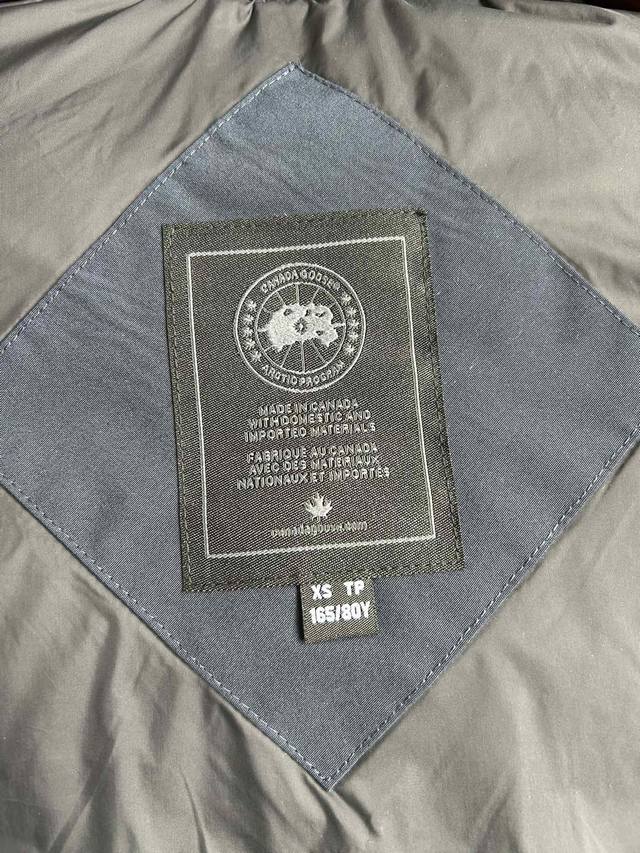 CANADA GOOSE®
ARCTIC PROGRAM
MADE IN CANADA
WITH DOMESTIC AND
IMPORTED MATERIALS
FABRIQUÉ AU CANADA
AVEC DES MATÉRIAUX
NATIONAUX ET IMPORTÉS
canadagoose.com
XS TP
165/80Y